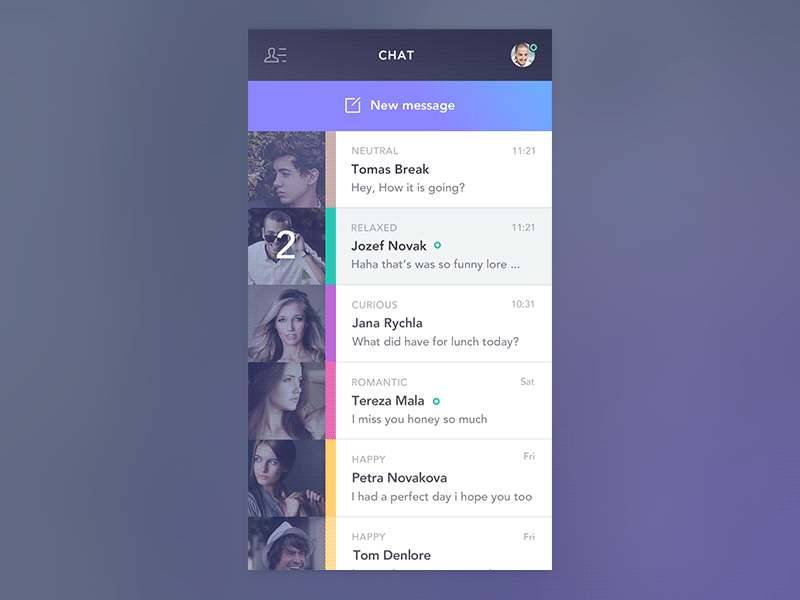 CHAT
New message
NEUTRAL 11:21
Tomas Break
Hey, How it is going?
2
RELAXED 11:21
Jozef Novak
Haha that's was so funny lore ...
CURIOUS 10:31
Jana Rychla
What did have for lunch today?
ROMANTIC Sat
Tereza Mala
I miss you honey so much
HAPPY Fri
Petra Novakova
I had a perfect day i hope you too
HAPPY Fri
Tom Denlore